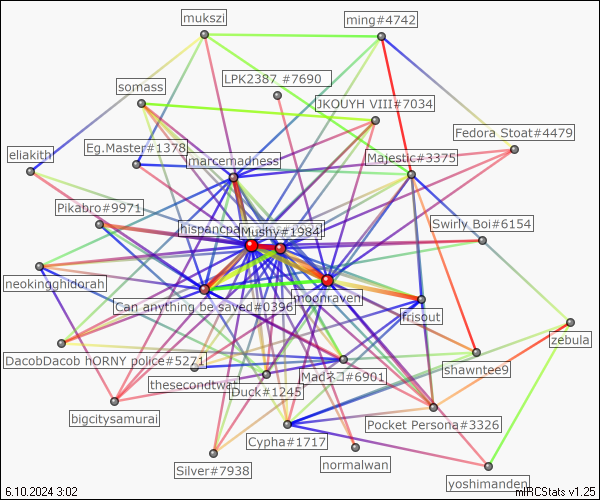 mukszi
ming#4742
LPK2387 #7690
somass
JKOUYH VIII#7034
Fedora Stoat#4479
Eg.Master#1378
eliakith
marcemadness
Majestic#3375
Pikabro#9971
Swirly Boi#6154
Mushy#1984
neokingghidorah
moonraven
Can anything be saved#0396
frisout
zebula
DacobDacob HORNY police#5271
shawntee9
thesecondtwat
Madネコ#6901
Duck#1245
bigcitysamurai
Pocket Persona#3326
Cypha#1717
Silver#7938
normalwan
yoshimanden
6.10.2024 3:02
mIRCStats v1.25